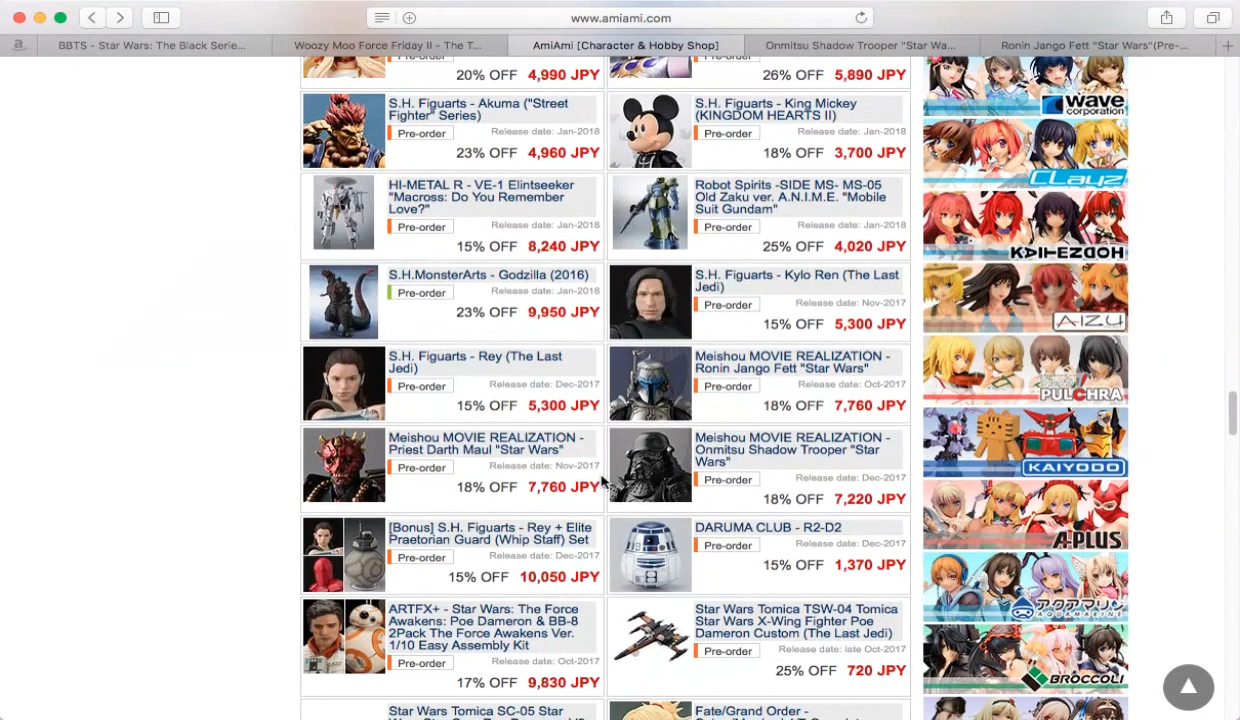 www.amiami.com
a
BBTS - Star Wars: The Black Serie...
Woozy Moo Force Friday II - The T...
AmiAmi [Character & Hobby Shop]
Onmitsu Shadow Trooper "Star Wa...
Ronin Jango Fett "Star Wars"(Pre-...
20% OFF 4,990 JPY
26% OFF 5,890 JPY
S.H. Figuarts - Akuma ("Street
Fighter" Series)
Pre-order
Release date: Jan-2018
23% OFF 4,960 JPY
S.H. Figuarts - King Mickey
(KINGDOM HEARTS II)
Pre-order
Release date: Jan-2018
18% OFF 3,700 JPY
HI-METAL R - VE-1 Elintseeker
"Macross: Do You Remember
Love?"
Pre-order
Release date: Jan-2018
15% OFF 8,240 JPY
Robot Spirits -SIDE MS- MS-05
Old Zaku ver. A.N.I.M.E. "Mobile
Suit Gundam"
Pre-order
Release date: Jan-2018
25% OFF 4,020 JPY
S.H.MonsterArts - Godzilla (2016)
Pre-order
Release date: Jan-2018
23% OFF 9,950 JPY
S.H. Figuarts - Kylo Ren (The Last
Jedi)
Pre-order
Release date: Nov-2017
15% OFF 5,300 JPY
S.H. Figuarts - Rey (The Last
Jedi)
Pre-order
Release date: Dec-2017
15% OFF 5,300 JPY
Meishou MOVIE REALIZATION -
Ronin Jango Fett "Star Wars"
Pre-order
Release date: Oct-2017
18% OFF 7,760 JPY
Meishou MOVIE REALIZATION -
Priest Darth Maul "Star Wars"
Pre-order
Release date: Nov-2017
18% OFF 7,760 JPY
Meishou MOVIE REALIZATION -
Onmitsu Shadow Trooper "Star
Wars"
Pre-order
Release date: Dec-2017
18% OFF 7,220 JPY
[Bonus] S.H. Figuarts - Rey + Elite
Praetorian Guard (Whip Staff) Set
Pre-order
Release date: Dec-2017
15% OFF 10,050 JPY
DARUMA CLUB - R2-D2
Pre-order
Release date: Dec-2017
15% OFF 1,370 JPY
ARTFX+ - Star Wars: The Force
Awakens: Poe Dameron & BB-8
2Pack The Force Awakens Ver.
1/10 Easy Assembly Kit
Pre-order
Release date: Oct-2017
17% OFF 9,830 JPY
Star Wars Tomica TSW-04 Tomica
Star Wars X-Wing Fighter Poe
Dameron Custom (The Last Jedi)
Pre-order
Release date: late Oct-2017
25% OFF 720 JPY
Star Wars Tomica SC-05 Star
Fate/Grand Order -
wave
corporation
CLayz
KAITENDOH
AIZU
PULCHRA
KAIYODO
A-PLUS
アクアマリン
AQUAMARINE
BROCCOLI